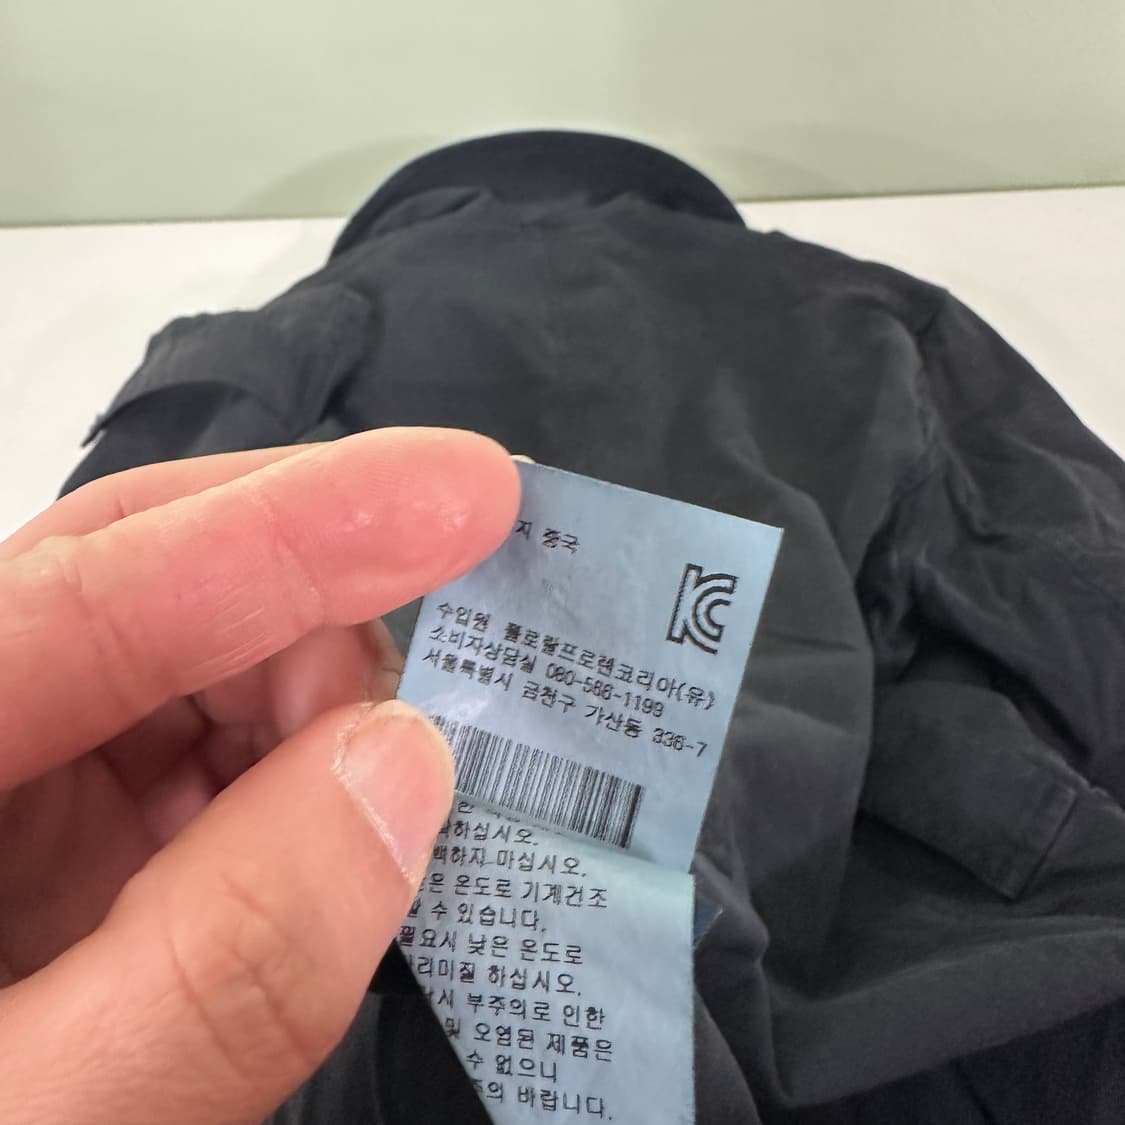 중국
KC
수입원 폴로랄프로렌코리아(유)
소비자상담실 080-566-1199
서울특별시 금천구 가산동 336-7
하십시오.
하지 마십시오.
은 온도로 기계건조
수 있습니다.
필요시 낮은 온도로
다리미질 하십시오.
부주의로 인한
및 오염된 제품은
수 없으니
바랍니다.